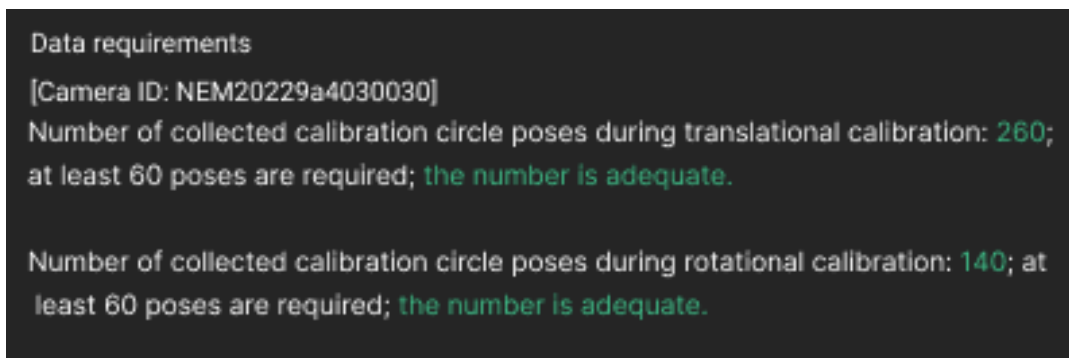 Data requirements
[Camera ID: NEM20229a4030030]
Number of collected calibration circle poses during translational calibration: 260;
at least 60 poses are required; the number is adequate.
Number of collected calibration circle poses during rotational calibration: 140; at
least 60 poses are required; the number is adequate.